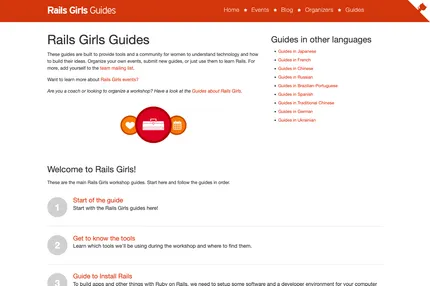 Rails Girls Guides
Home Events Blog Organizers Guides
Rails Girls Guides
These guides are built to provide tools and a community for women to understand technology and how
to build their ideas. Organize your own events, submit new guides, or just use them to learn Rails. For
more, add yourself to the team mailing list.
Want to learn more about Rails Girls events?
Are you a coach or looking to organize a workshop? Have a look at the Guides about Rails Girls.
Guides in other languages
Guides in Japanese
Guides in French
Guides in Chinese
Guides in Russian
Guides in Brazilian Portuguese
Guides in Spanish
Guides in Traditional Chinese
Guides in German
Guides in Ukrainian
Welcome to Rails Girls!
These are the main Rails Girls workshop guides. Start here and follow the guides in order.
1
Start of the guide
Start with the Rails Girls guides here!
2
Get to know the tools
Learn which tools we'll be using during the workshop and where to find them.
3
Guide to Install Rails
To build apps and other things with Ruby on Rails, we need to setup some software and a developer environment for your computer